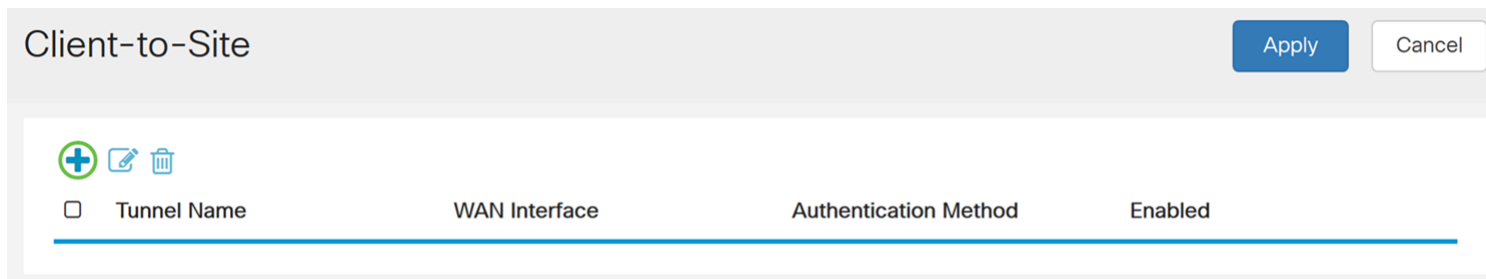 Client-to-Site
Apply
Cancel
Tunnel Name
WAN Interface
Authentication Method
Enabled